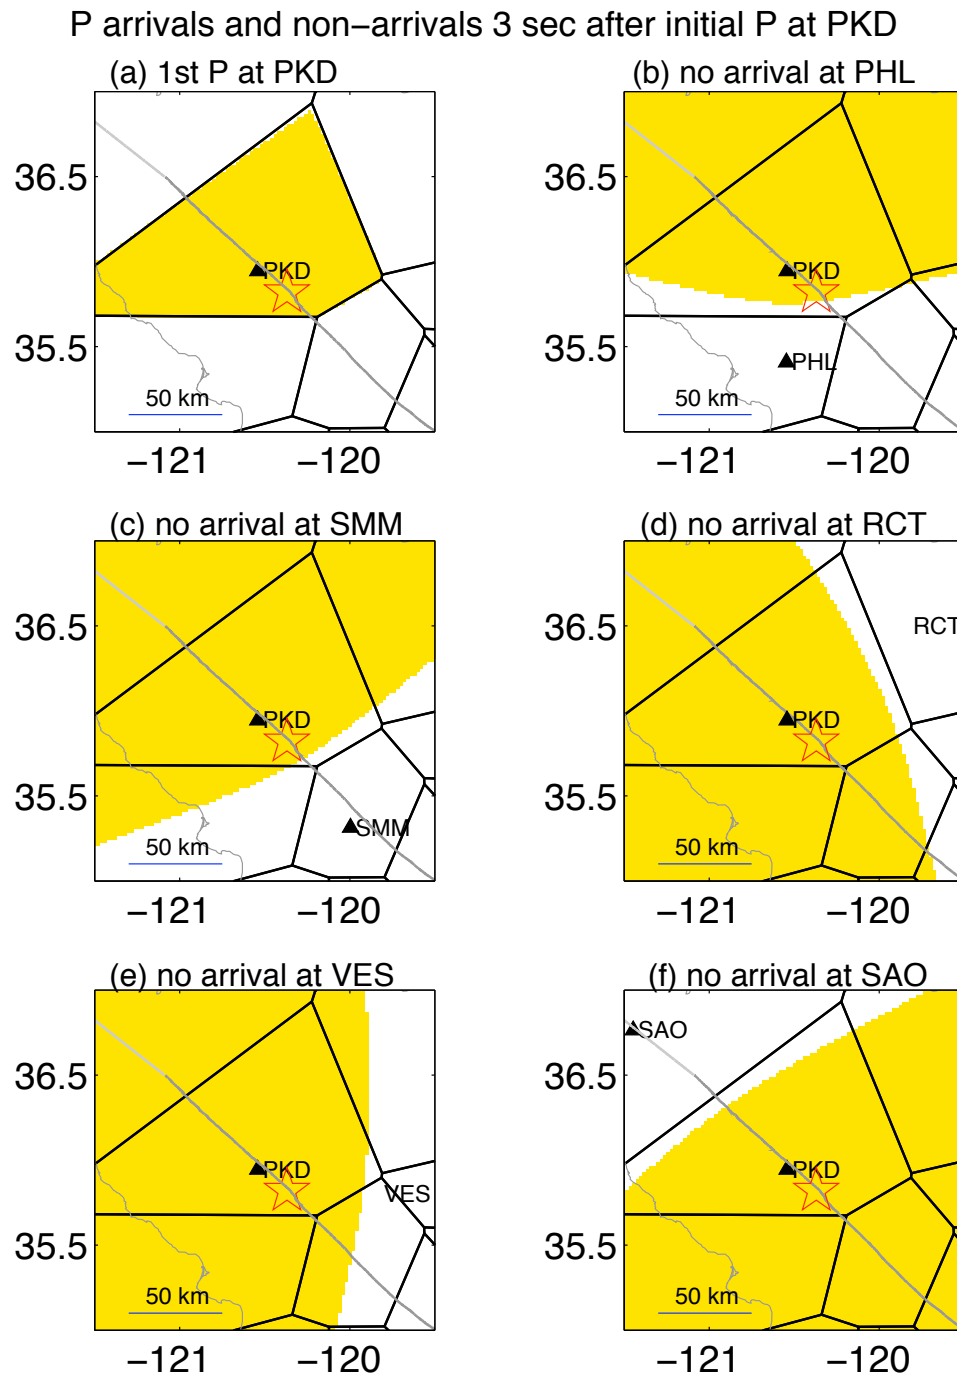 P arrivals and non−arrivals 3 sec after initial P at PKD
(a) 1st P at PKD
36.5
35.5
PKD
50 km
−121
−120
(b) no arrival at PHL
36.5
35.5
PKD
PHL
50 km
−121
−120
(c) no arrival at SMM
36.5
35.5
PKD
SMM
50 km
−121
−120
(d) no arrival at RCT
36.5
35.5
RCT
PKD
50 km
−121
−120
(e) no arrival at VES
36.5
35.5
PKD
VES
50 km
−121
−120
(f) no arrival at SAO
SAO
36.5
35.5
PKD
50 km
−121
−120